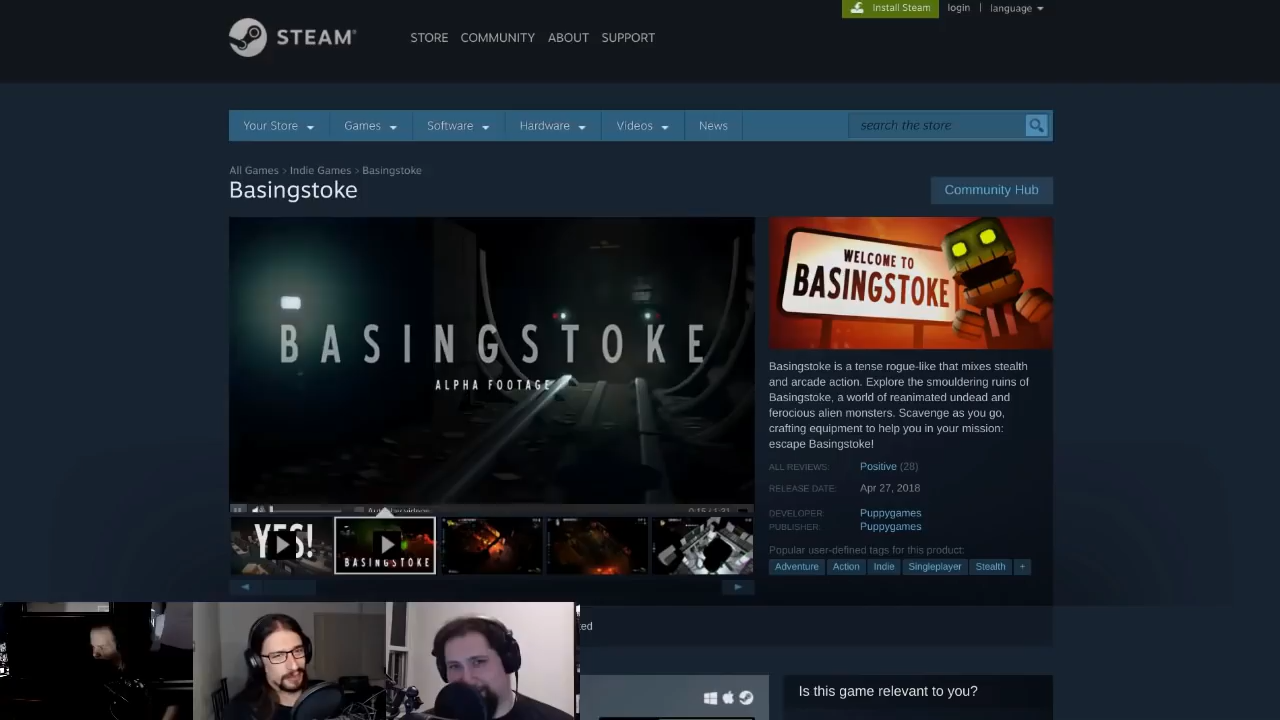 Install Steam
login
language
STEAM
STORE COMMUNITY ABOUT SUPPORT
Your Store Games Software Hardware Videos News
search the store
All Games > Indie Games > Basingstoke
Basingstoke
Community Hub
BASINGSTOKE
ALPHA FOOTAGE
WELCOME TO
BASINGSTOKE
Basingstoke is a tense rogue-like that mixes stealth
and arcade action. Explore the smouldering ruins of
Basingstoke, a world of reanimated undead and
ferocious alien monsters. Scavenge as you go,
crafting equipment to help you in your mission:
escape Basingstoke!
ALL REVIEWS: Positive (28)
RELEASE DATE: Apr 27, 2018
DEVELOPER: Puppygames
PUBLISHER: Puppygames
Popular user-defined tags for this product:
Adventure Action Indie Singleplayer Stealth +
YES!
BASINGSTOKE
Is this game relevant to you?